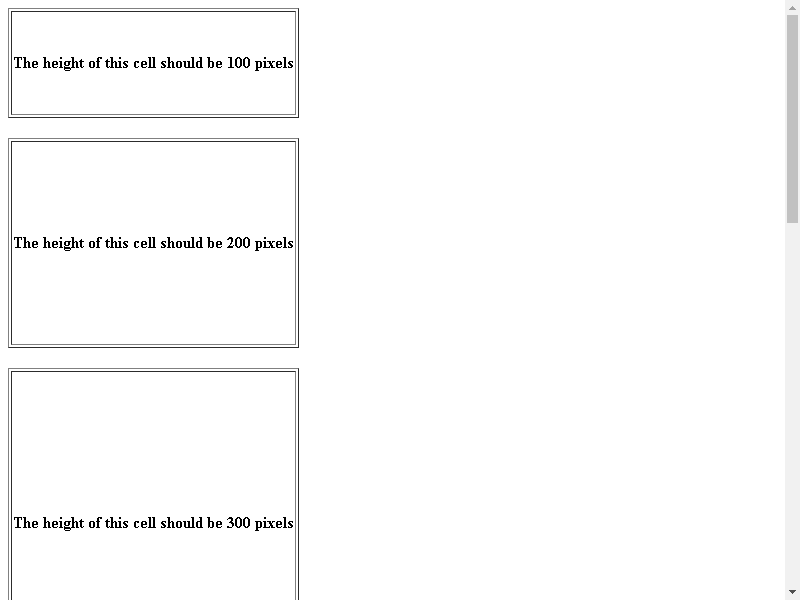 The height of this cell should be 100 pixels
The height of this cell should be 200 pixels
The height of this cell should be 300 pixels